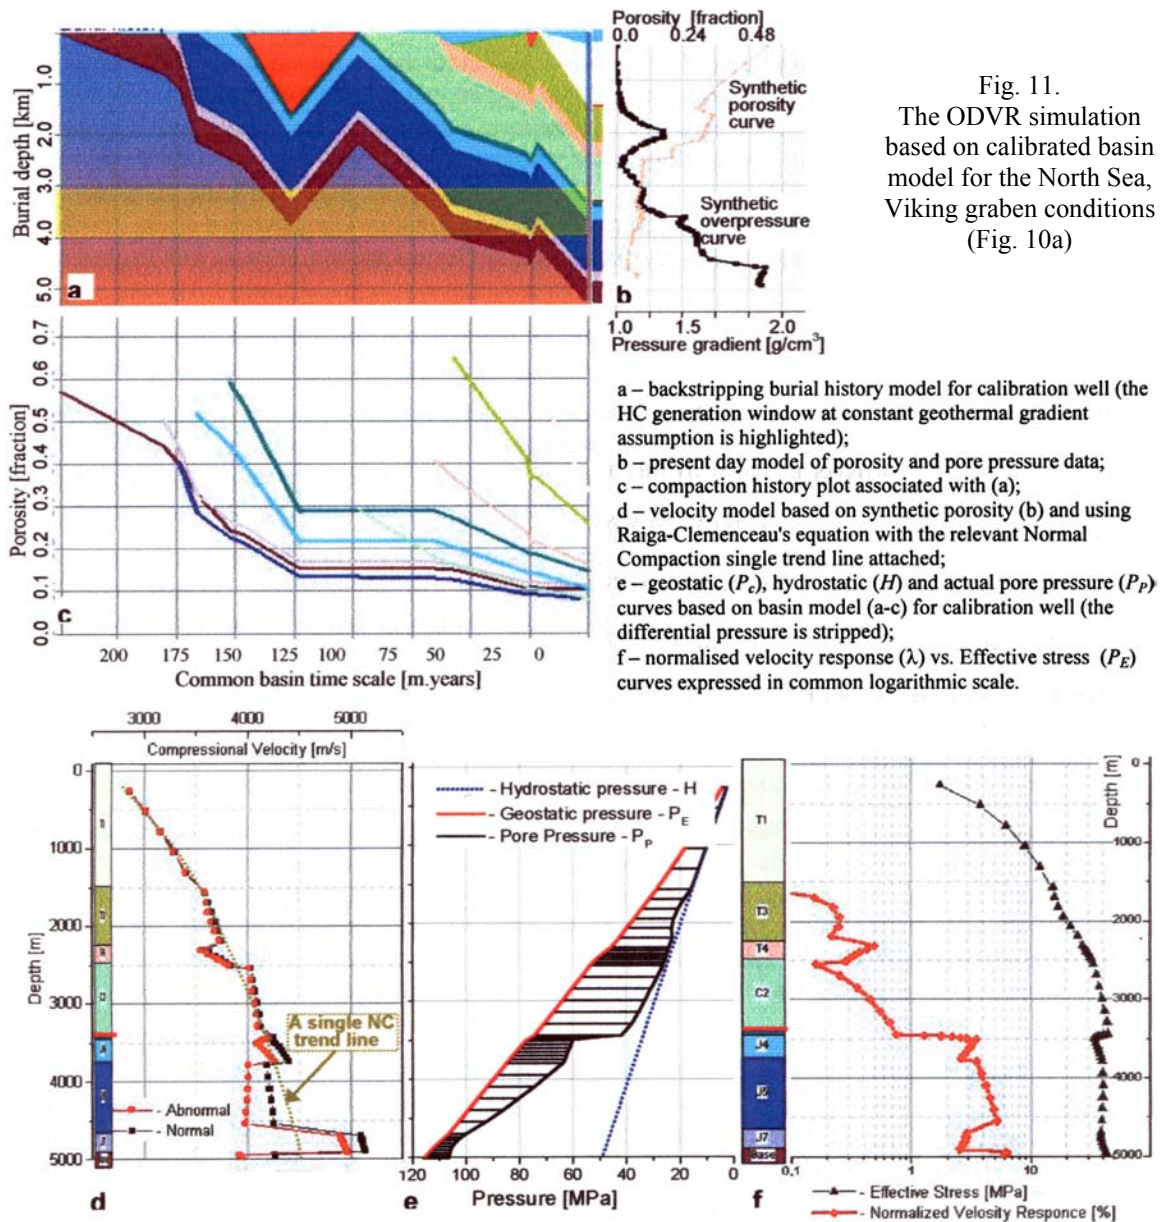 Burial depth [km]
1.0
2.0
3.0
4.0
5.0
a
Porosity [fraction]
0.0 0.24 0.48
Synthetic
porosity
curve
Synthetic
overpressure
curve
b
1.0 1.5 2.0
Pressure gradient [g/cm³]
Fig. 11.
The ODVR simulation
based on calibrated basin
model for the North Sea,
Viking graben conditions
(Fig. 10a)
Porosity [fraction]
0.7
0.6
0.5
0.4
0.3
0.2
0.1
0.0
c
200 175 150 125 100 75 50 25 0
Common basin time scale [m.years]
a – backstripping burial history model for calibration well (the
HC generation window at constant geothermal gradient
assumption is highlighted);
b – present day model of porosity and pore pressure data;
c – compaction history plot associated with (a);
d – velocity model based on synthetic porosity (b) and using
Raiga-Clemenceau's equation with the relevant Normal
Compaction single trend line attached;
e – geostatic (Pc), hydrostatic (H) and actual pore pressure (PP)
curves based on basin model (a-c) for calibration well (the
differential pressure is stripped);
f – normalised velocity response (λ) vs. Effective stress (PE)
curves expressed in common logarithmic scale.
3000 4000 5000
Compressional Velocity [m/s]
Depth [m]
0
1000
2000
3000
4000
5000
A single NC
trend line
- Abnormal
- Normal
d
- Hydrostatic pressure - H
- Geostatic pressure - PE
- Pore Pressure - PP
120 100 80 60 40 20 0
Pressure [MPa]
e
T1
T3
T4
C2
J4
J5
J7
Base
Depth [m]
0
1000
2000
3000
4000
5000
0,1 1 10
f
- Effective Stress [MPa]
- Normalized Velosity Responce [%]